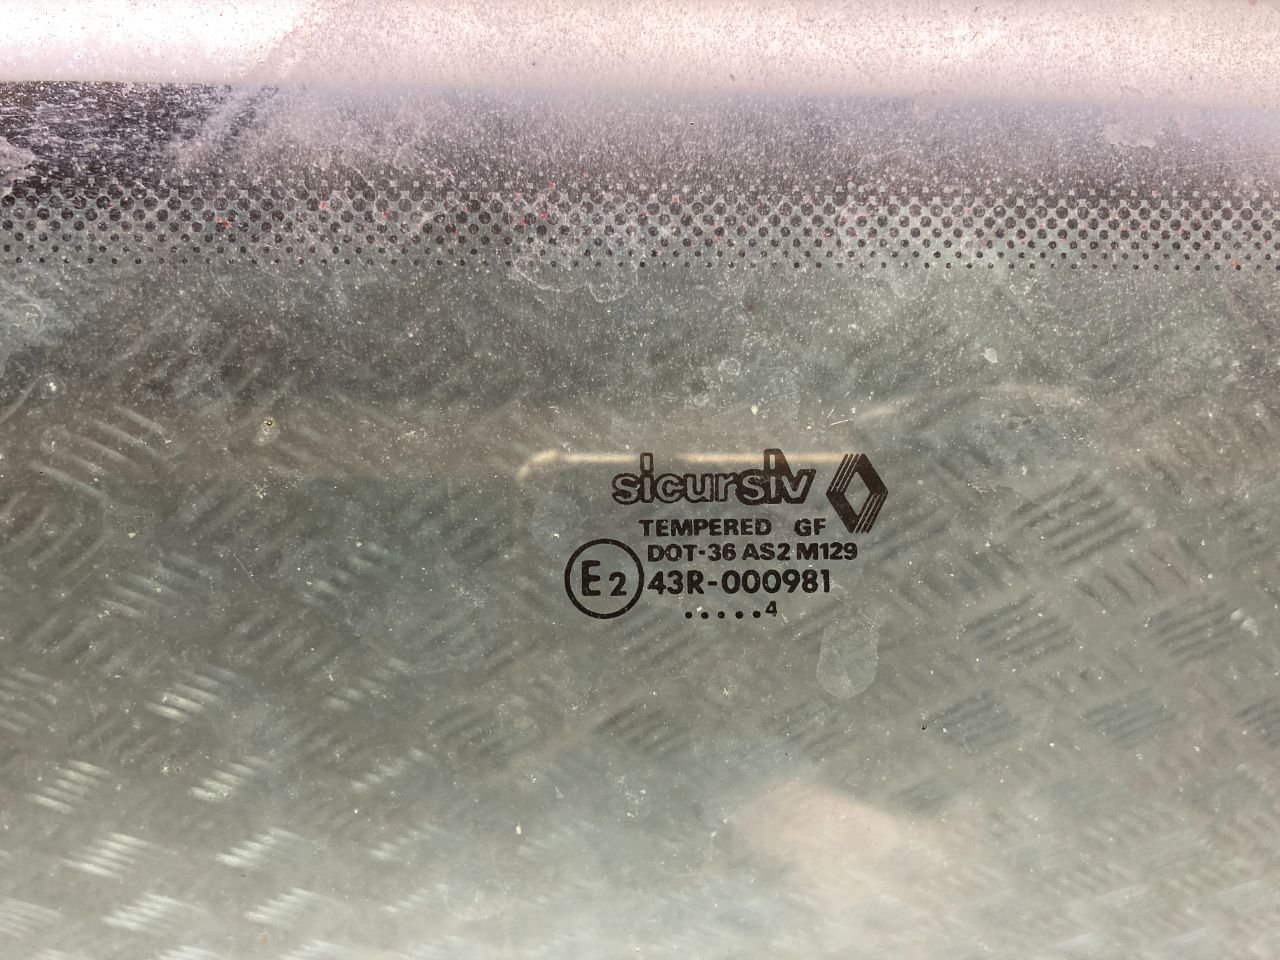 sicursiv
TEMPERED GF
DOT-36 AS2 M129
E2 43R-000981
.....4